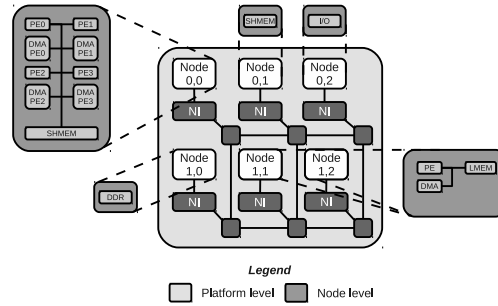 PE0 PE1
DMA PE0 DMA PE1
PE2 PE3
DMA PE2 DMA PE3
SHMEM
SHMEM
I/O
Node 0,0
Node 0,1
Node 0,2
NI NI NI
Node 1,0
Node 1,1
Node 1,2
NI NI NI
DDR
PE LMEM
DMA
Legend
Platform level Node level